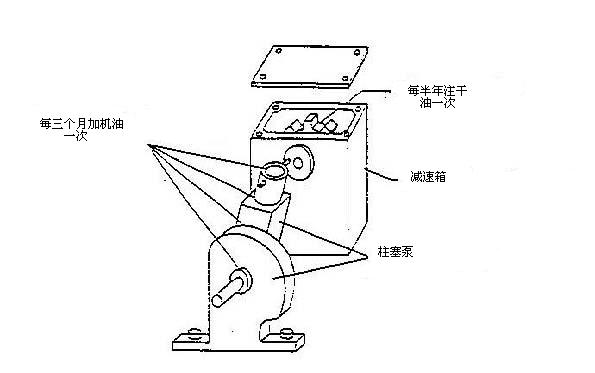 每半年注干
油一次
每三个月加机油
一次
减速箱
柱塞泵